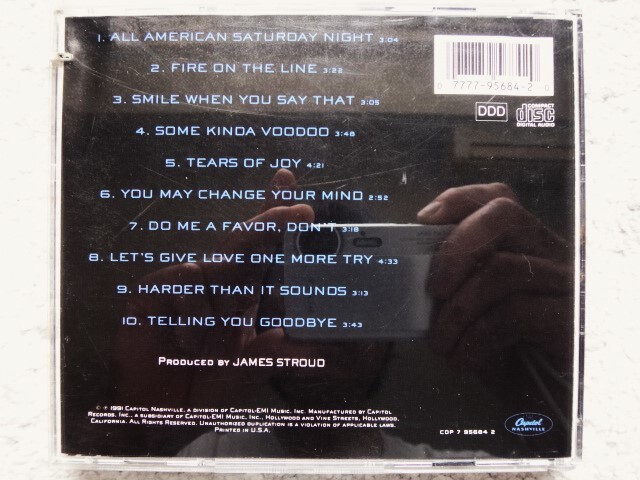 1. ALL AMERICAN SATURDAY NIGHT 3:04
2. FIRE ON THE LINE 3:22
3. SMILE WHEN YOU SAY THAT 3:05
4. SOME KINDA VOODOO 3:48
5. TEARS OF JOY 4:21
6. YOU MAY CHANGE YOUR MIND 2:52
7. DO ME A FAVOR, DON'T 3:18
8. LET'S GIVE LOVE ONE MORE TRY 4:33
9. HARDER THAN IT SOUNDS 3:13
10. TELLING YOU GOODBYE 3:43
PRODUCED BY JAMES STROUD
© ℗ 1991 CAPITOL NASHVILLE, A DIVISION OF CAPITOL-EMI MUSIC, INC. MANUFACTURED BY CAPITOL
RECORDS, INC., A SUBSIDIARY OF CAPITOL-EMI MUSIC, INC., HOLLYWOOD AND VINE STREETS, HOLLYWOOD,
CALIFORNIA. ALL RIGHTS RESERVED. UNAUTHORIZED DUPLICATION IS A VIOLATION OF APPLICABLE LAWS.
PRINTED IN U.S.A.
0 7777-95684-2
DDD
COMPACT
disc
DIGITAL AUDIO
CDP 7 95684 2
Capitol
NASHVILLE